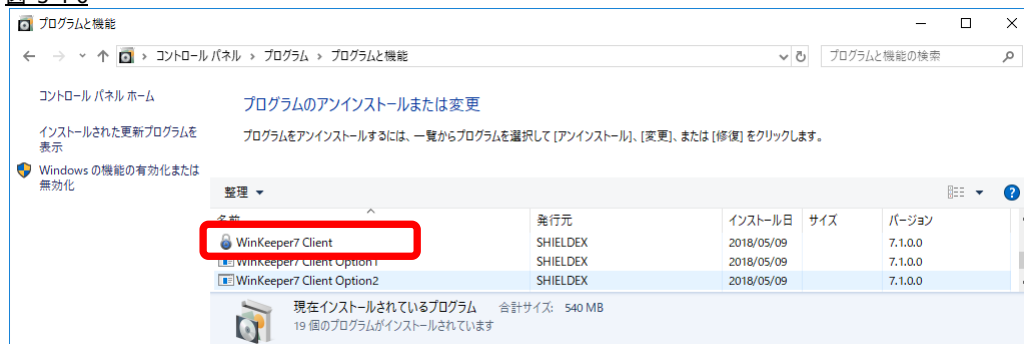 プログラムと機能
コントロール パネル › プログラム › プログラムと機能
プログラムと機能の検索
コントロール パネル ホーム
インストールされた更新プログラムを
表示
Windows の機能の有効化または
無効化
プログラムのアンインストールまたは変更
プログラムをアンインストールするには、一覧からプログラムを選択して [アンインストール]、[変更]、または [修復] をクリックします。
整理
名前 発行元 インストール日 サイズ バージョン
WinKeeper7 Client SHIELDEX 2018/05/09 7.1.0.0
WinKeeper7 Client Option1 SHIELDEX 2018/05/09 7.1.0.0
WinKeeper7 Client Option2 SHIELDEX 2018/05/09 7.1.0.0
現在インストールされているプログラム 合計サイズ: 540 MB
19 個のプログラムがインストールされています